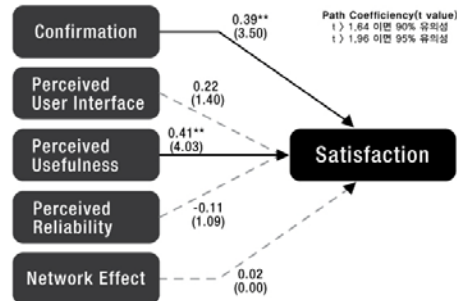 Confirmation
0.39**
(3.50)
Path Coefficiency(t value)
t > 1.64 이면 90% 유의성
t > 1.96 이면 95% 유의성
Perceived
User Interface
0.22
(1.40)
Perceived
Usefulness
0.41**
(4.03)
Satisfaction
Perceived
Reliability
-0.11
(1.09)
Network Effect
0.02
(0.00)